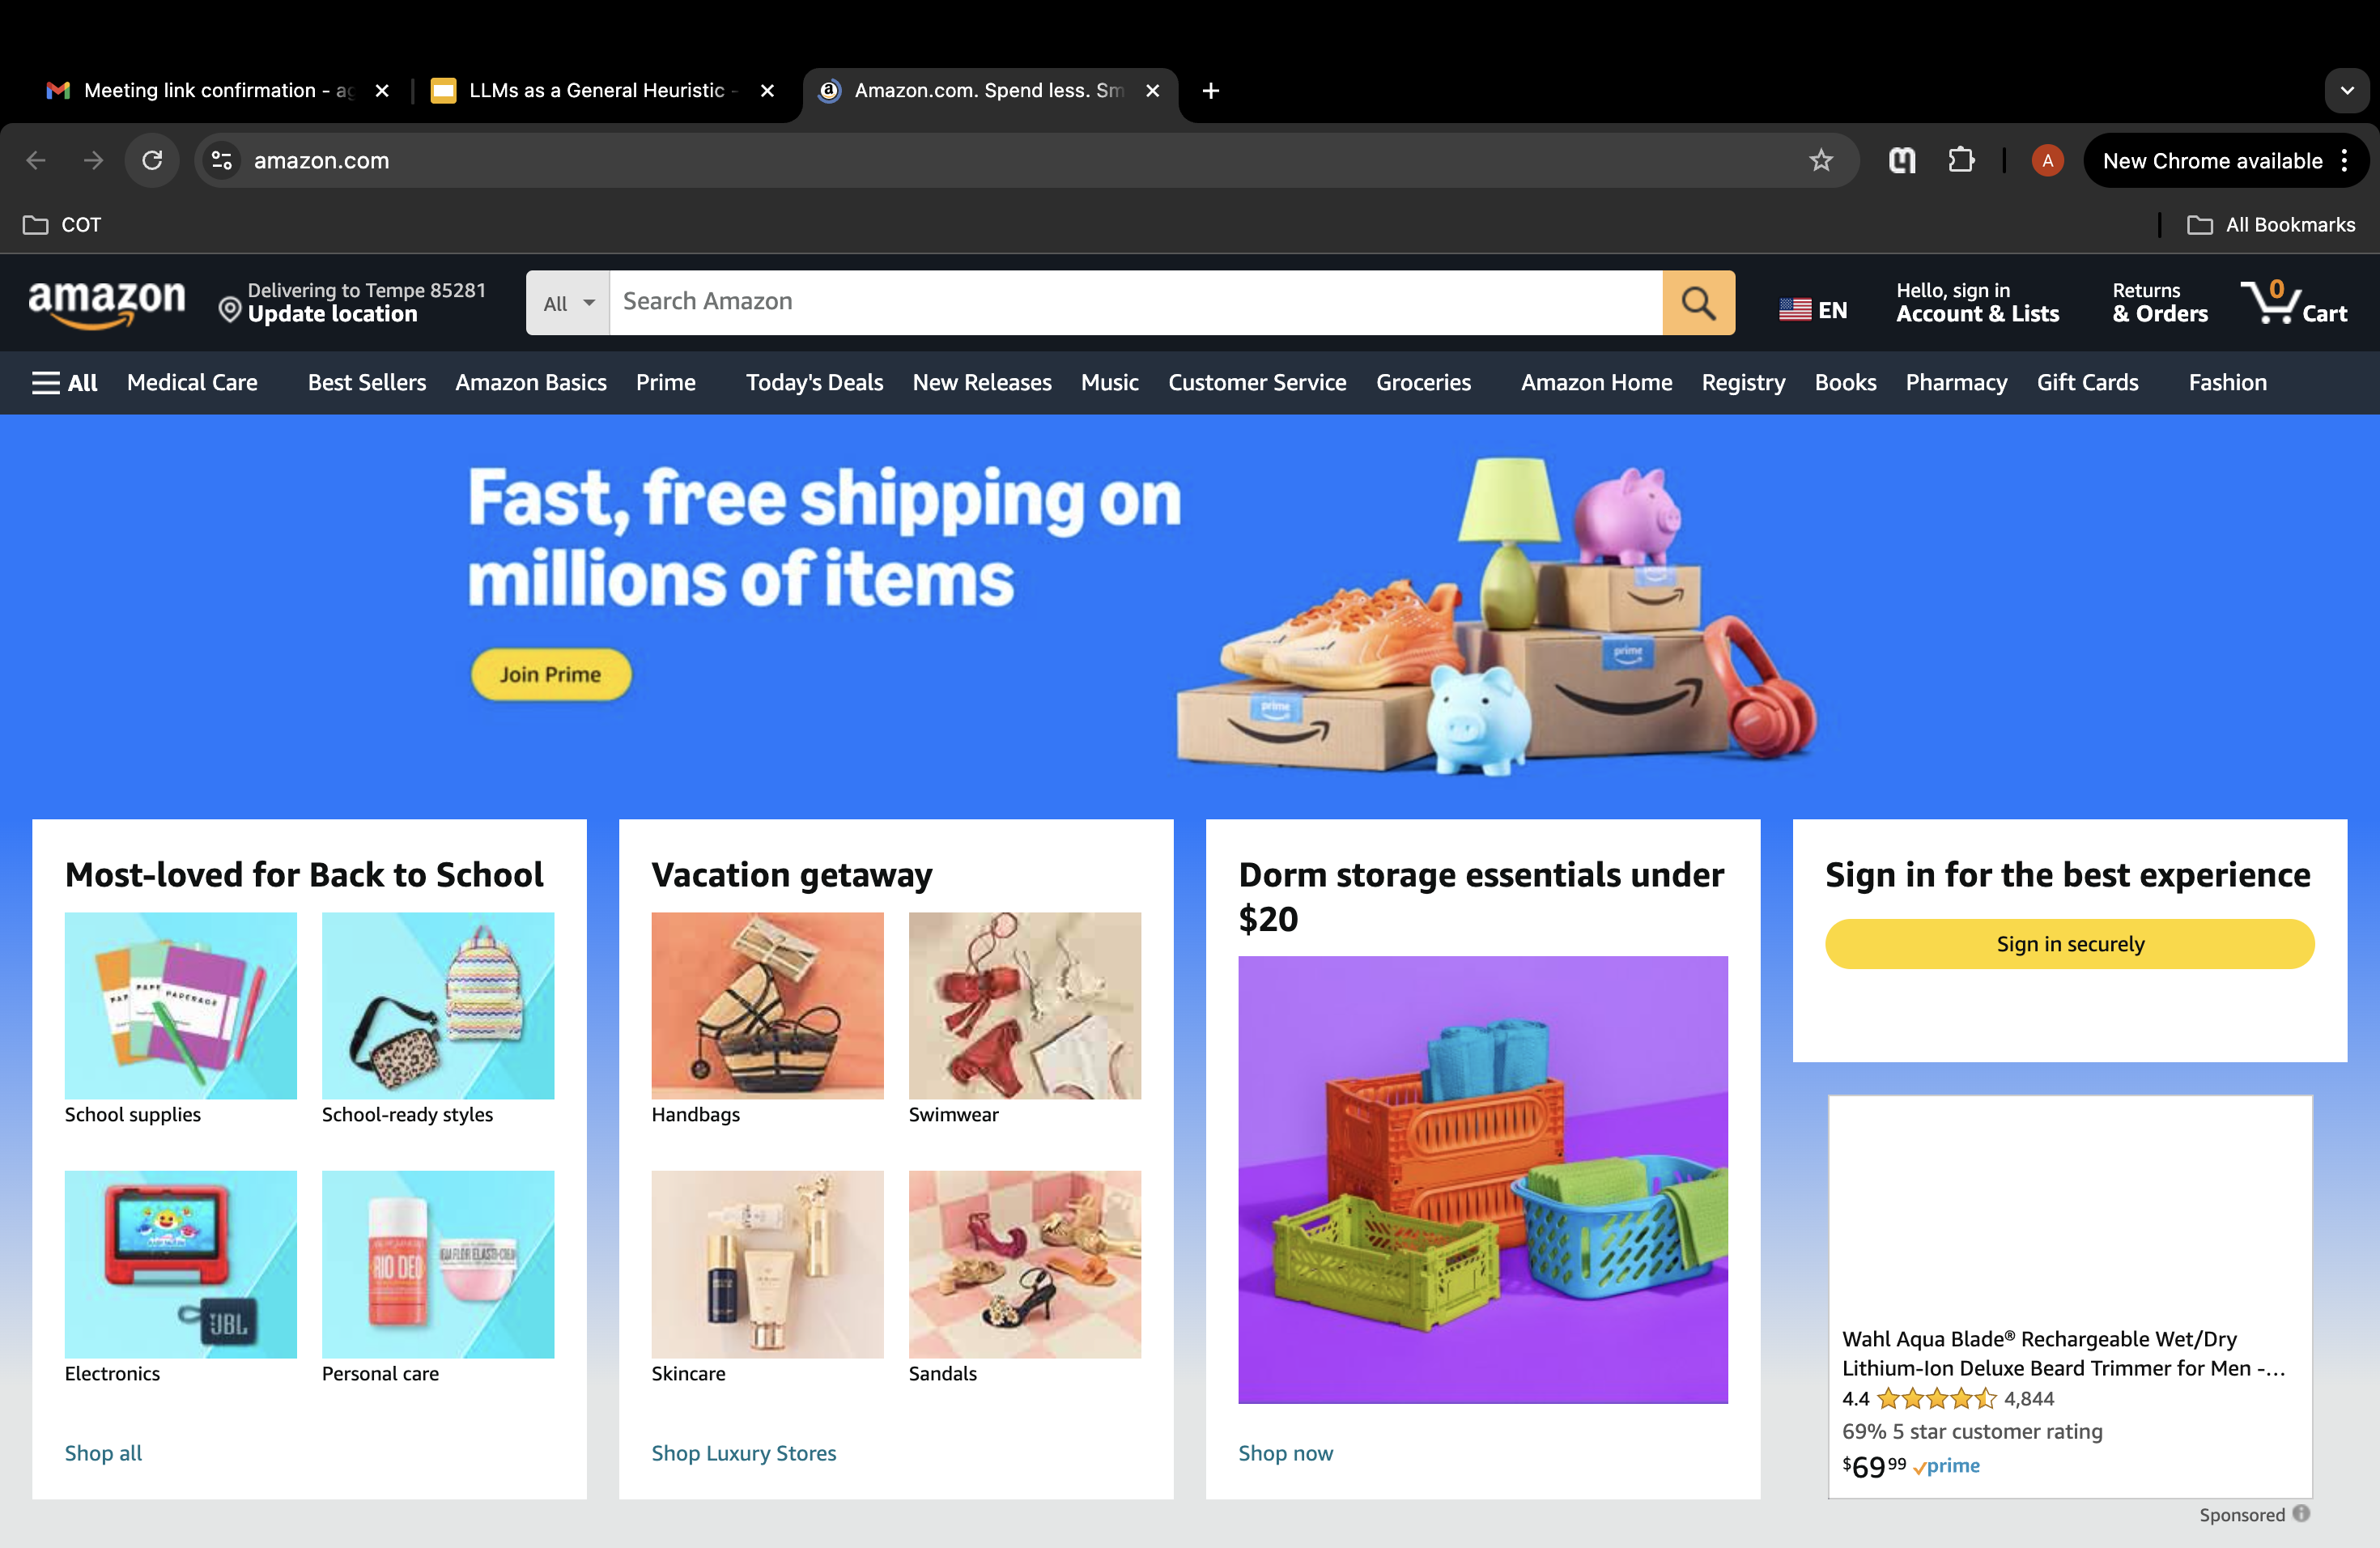 Meeting link confirmation - ag
LLMs as a General Heuristic -
Amazon.com. Spend less. Sm
amazon.com
A
New Chrome available
COT
All Bookmarks
amazon
Delivering to Tempe 85281
Update location
All
Search Amazon
EN
Hello, sign in
Account & Lists
Returns
& Orders
0
Cart
All
Medical Care
Best Sellers
Amazon Basics
Prime
Today's Deals
New Releases
Music
Customer Service
Groceries
Amazon Home
Registry
Books
Pharmacy
Gift Cards
Fashion
Fast, free shipping on
millions of items
Join Prime
prime
prime
Most-loved for Back to School
PAPERAGE
School supplies
School-ready styles
JBL
Electronics
RIO DEO
Personal care
Shop all
Vacation getaway
Handbags
Swimwear
Skincare
Sandals
Shop Luxury Stores
Dorm storage essentials under
$20
Shop now
Sign in for the best experience
Sign in securely
Wahl Aqua Blade® Rechargeable Wet/Dry
Lithium-Ion Deluxe Beard Trimmer for Men -...
4.4 4,844
69% 5 star customer rating
$69.99 prime
Sponsored